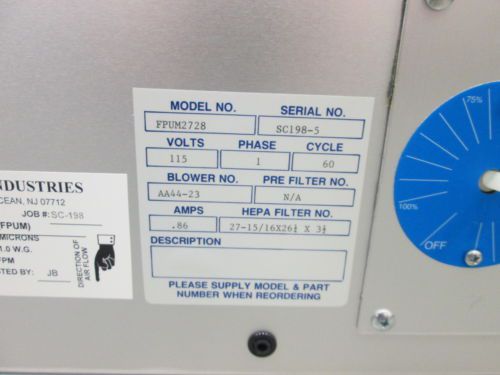 MODEL NO. SERIAL NO.
FPUM2728 SC198-5
VOLTS PHASE CYCLE
115 1 60
BLOWER NO. PRE FILTER NO.
AA44-23 N/A
AMPS HEPA FILTER NO.
.86 27-15/16X26¼ X 3¼
DESCRIPTION
PLEASE SUPPLY MODEL & PART
NUMBER WHEN REORDERING
NDUSTRIES
CEAN, NJ 07712
JOB #: SC-198
FPUM)
MICRONS
1.0 W.G.
FPM
STED BY: JB
DIRECTION OF
AIR FLOW
75%
100%
OFF